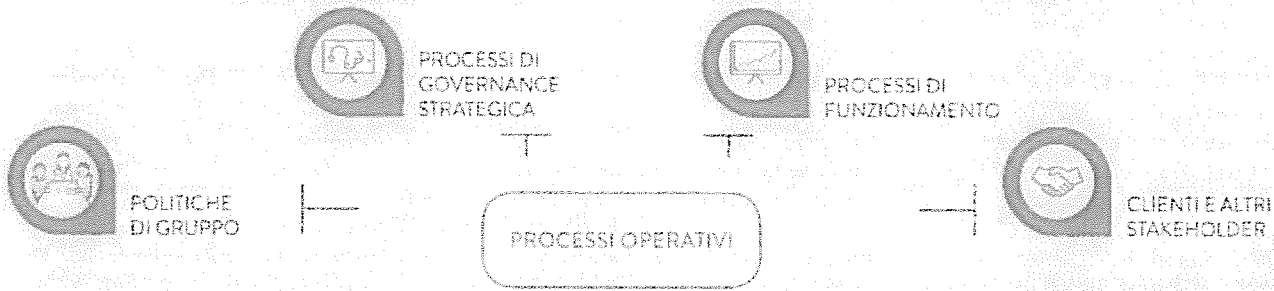 PROCESSI DI
GOVERNANCE
STRATEGICA
PROCESSI DI
FUNZIONAMENTO
POLITICHE
DI GRUPPO
PROCESSI OPERATIVI
CLIENTI E ALTRI
STAKEHOLDER